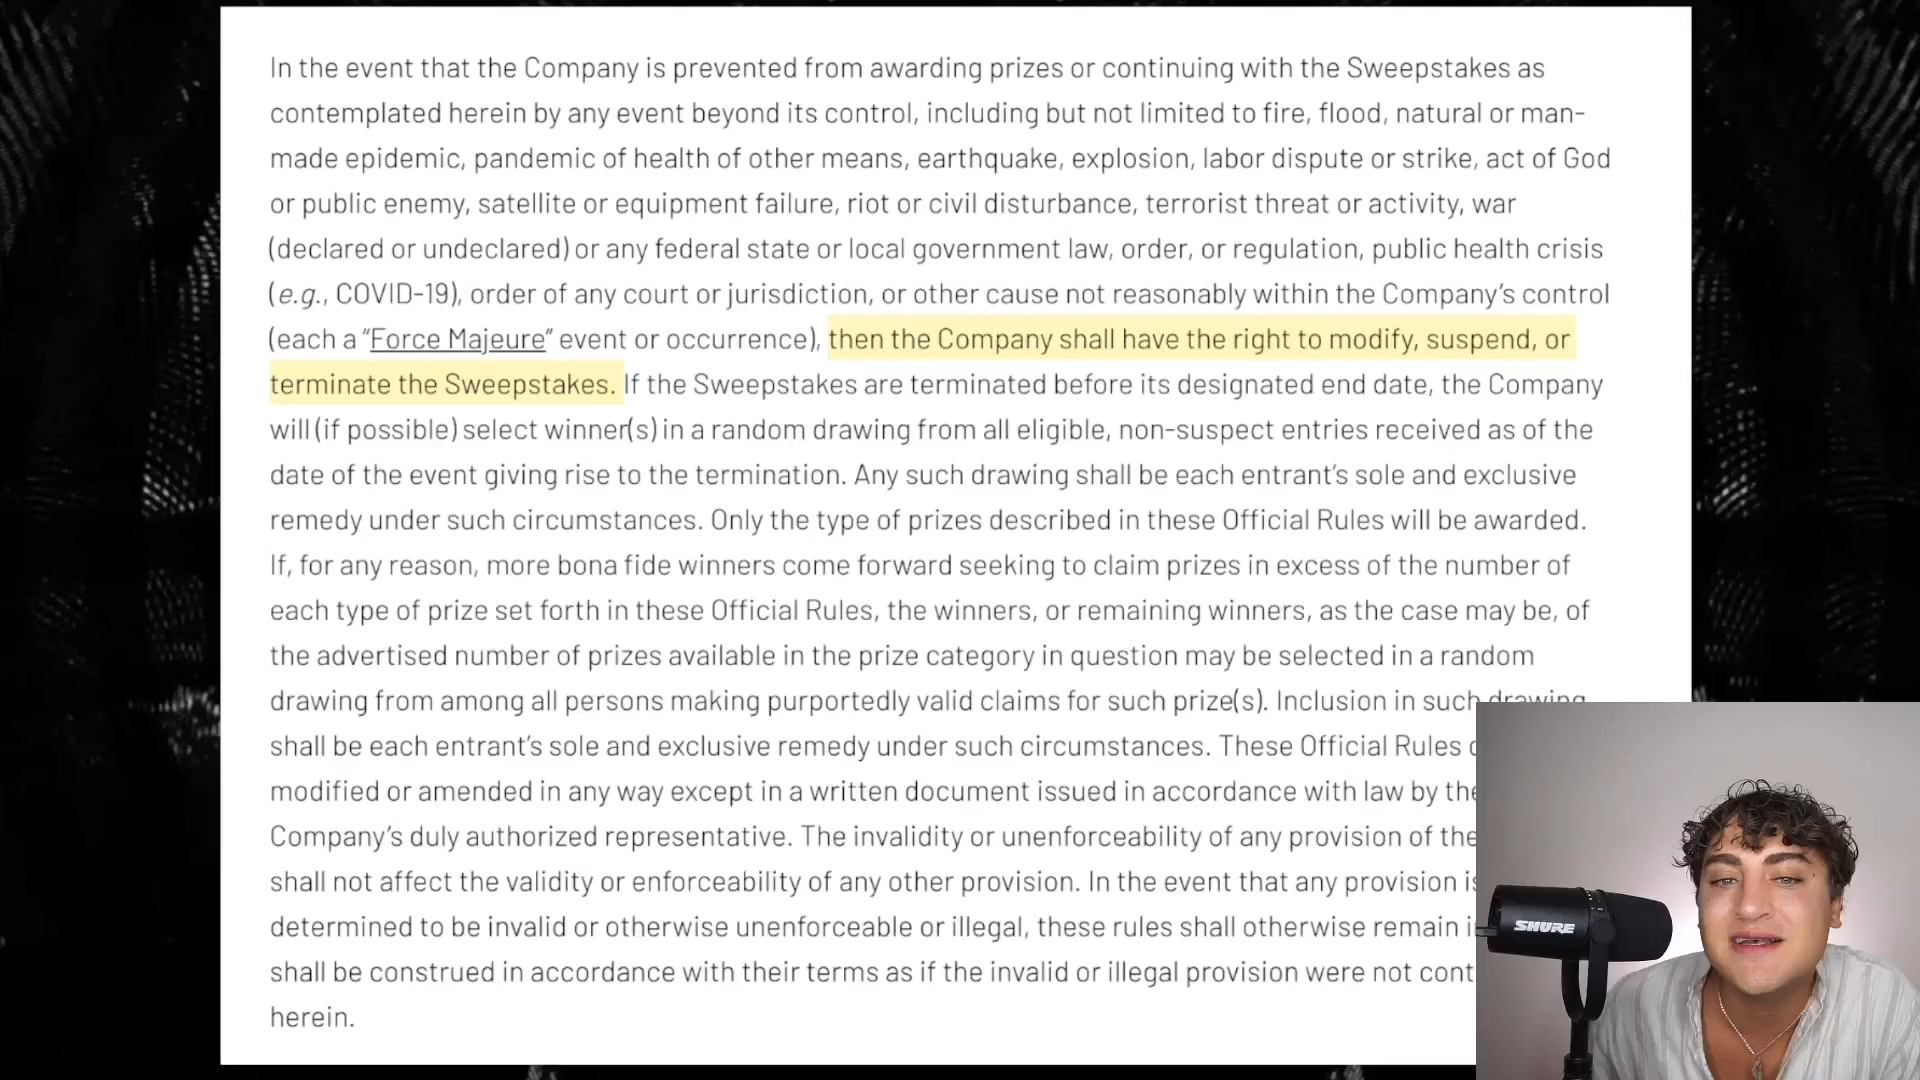 In the event that the Company is prevented from awarding prizes or continuing with the Sweepstakes as
contemplated herein by any event beyond its control, including but not limited to fire, flood, natural or man-
made epidemic, pandemic of health of other means, earthquake, explosion, labor dispute or strike, act of God
or public enemy, satellite or equipment failure, riot or civil disturbance, terrorist threat or activity, war
(declared or undeclared) or any federal state or local government law, order, or regulation, public health crisis
(e.g., COVID-19), order of any court or jurisdiction, or other cause not reasonably within the Company’s control
(each a “Force Majeure” event or occurrence), then the Company shall have the right to modify, suspend, or
terminate the Sweepstakes. If the Sweepstakes are terminated before its designated end date, the Company
will (if possible) select winner(s) in a random drawing from all eligible, non-suspect entries received as of the
date of the event giving rise to the termination. Any such drawing shall be each entrant’s sole and exclusive
remedy under such circumstances. Only the type of prizes described in these Official Rules will be awarded.
If, for any reason, more bona fide winners come forward seeking to claim prizes in excess of the number of
each type of prize set forth in these Official Rules, the winners, or remaining winners, as the case may be, of
the advertised number of prizes available in the prize category in question may be selected in a random
drawing from among all persons making purportedly valid claims for such prize(s). Inclusion in such drawing
shall be each entrant’s sole and exclusive remedy under such circumstances. These Official Rules
modified or amended in any way except in a written document issued in accordance with law by the
Company’s duly authorized representative. The invalidity or unenforceability of any provision of
shall not affect the validity or enforceability of any other provision. In the event that any provision is
determined to be invalid or otherwise unenforceable or illegal, these rules shall otherwise remain
shall be construed in accordance with their terms as if the invalid or illegal provision were not
herein.
SHURE